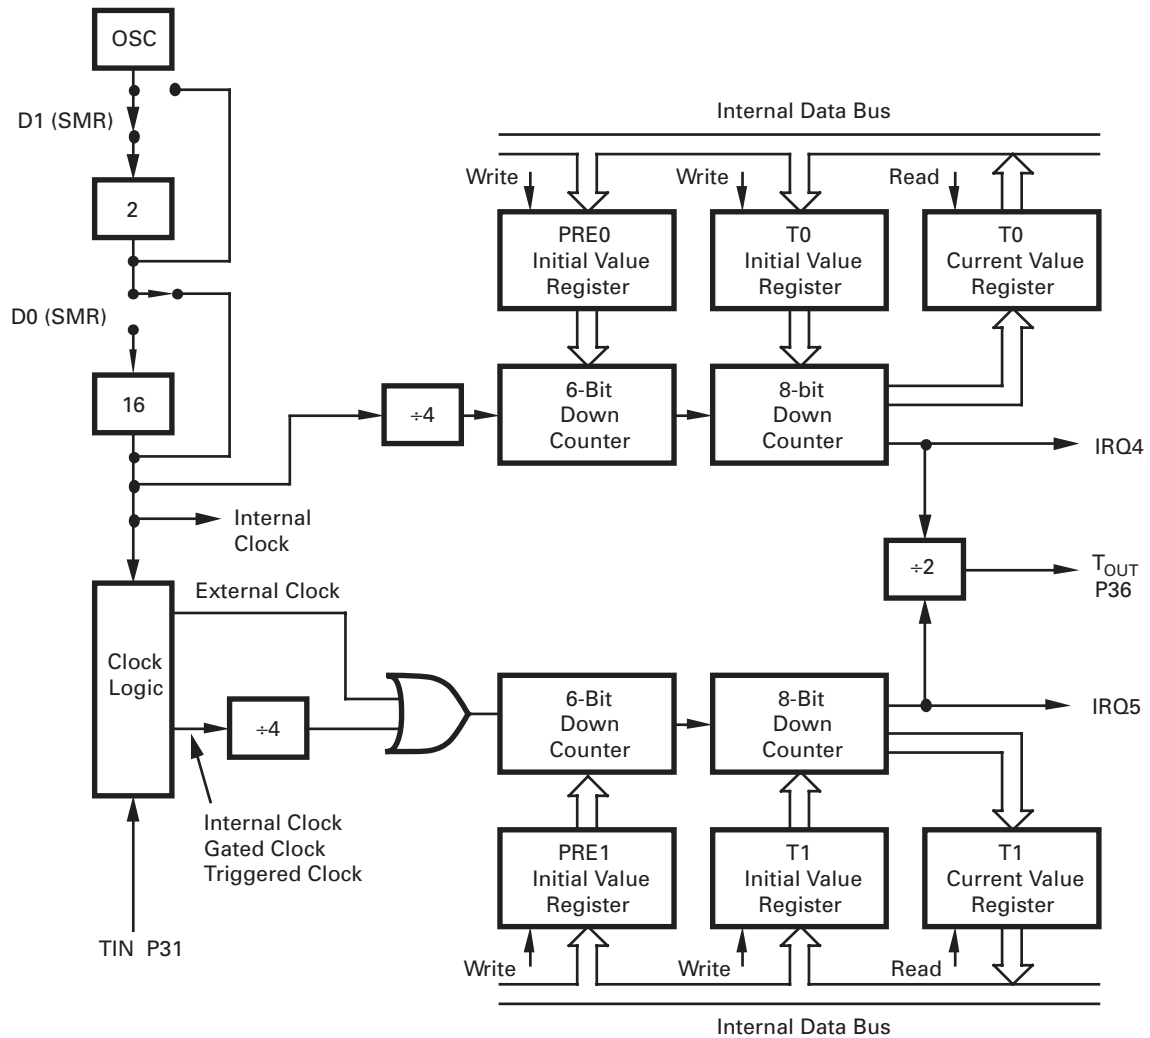 OSC
D1 (SMR)
2
D0 (SMR)
16
Internal Data Bus
Write
Write
Read
PRE0
Initial Value
Register
T0
Initial Value
Register
T0
Current Value
Register
÷4
6-Bit
Down
Counter
8-bit
Down
Counter
IRQ4
Internal
Clock
÷2
TOUT
P36
External Clock
Clock
Logic
÷4
6-Bit
Down
Counter
8-Bit
Down
Counter
IRQ5
Internal Clock
Gated Clock
Triggered Clock
PRE1
Initial Value
Register
T1
Initial Value
Register
T1
Current Value
Register
TIN P31
Write
Write
Read
Internal Data Bus